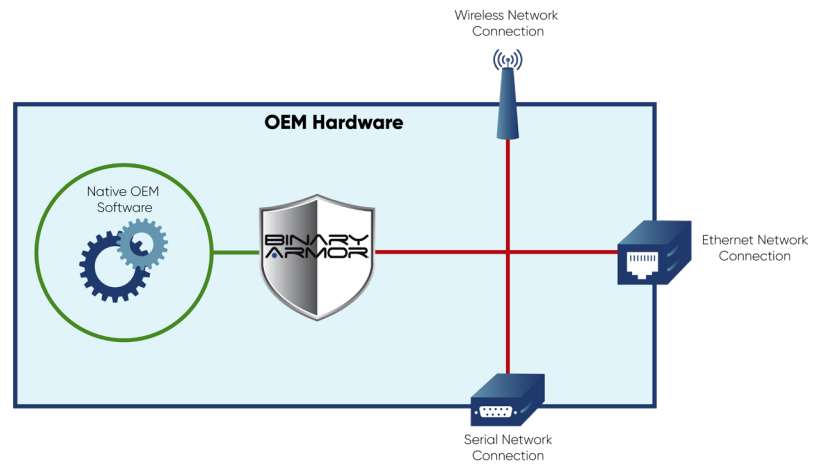 Wireless Network
Connection
OEM Hardware
Native OEM
Software
BINARY
ARMOR
Ethernet Network
Connection
Serial Network
Connection